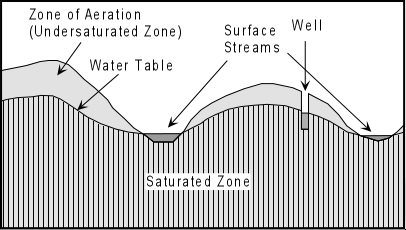 Zone of Aeration
(Undersaturated Zone)
Water Table
Surface
Streams
Well
Saturated Zone